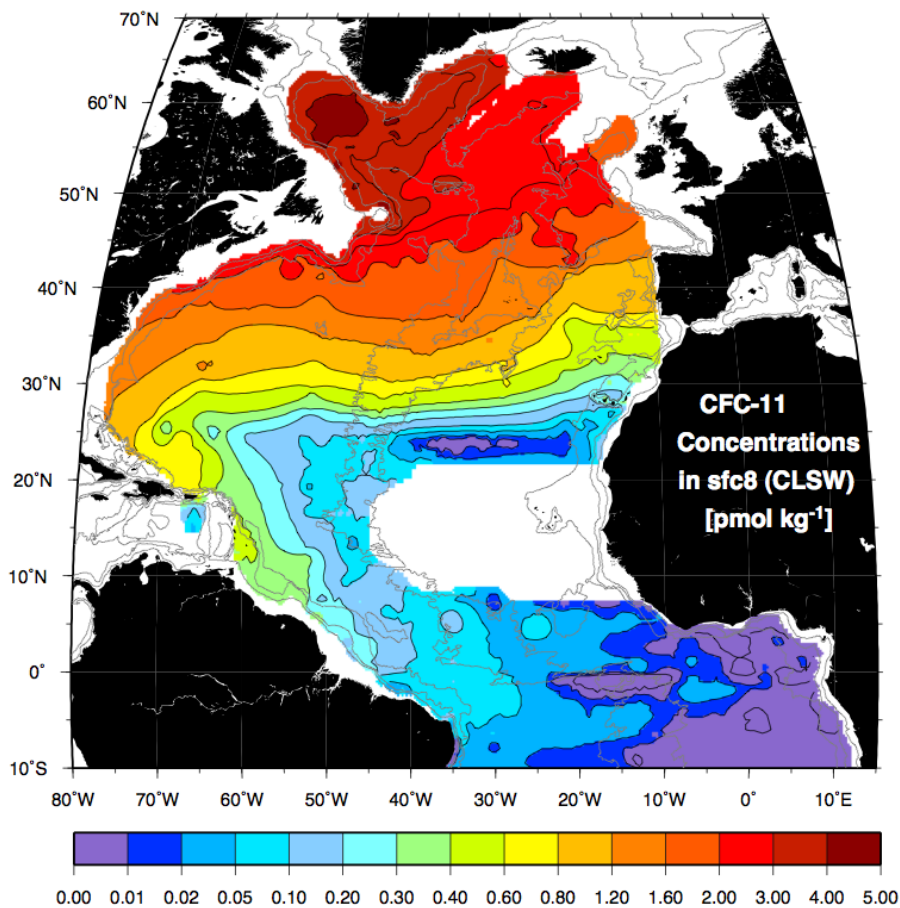 70˚N
60˚N
50˚N
40˚N
30˚N
20˚N
10˚N
0˚
10˚S
CFC-11
Concentrations
in sfc8 (CLSW)
[pmol kg-1]
80˚W 70˚W 60˚W 50˚W 40˚W 30˚W 20˚W 10˚W 0˚ 10˚E
0.00 0.01 0.02 0.05 0.10 0.20 0.30 0.40 0.60 0.80 1.20 1.60 2.00 3.00 4.00 5.00